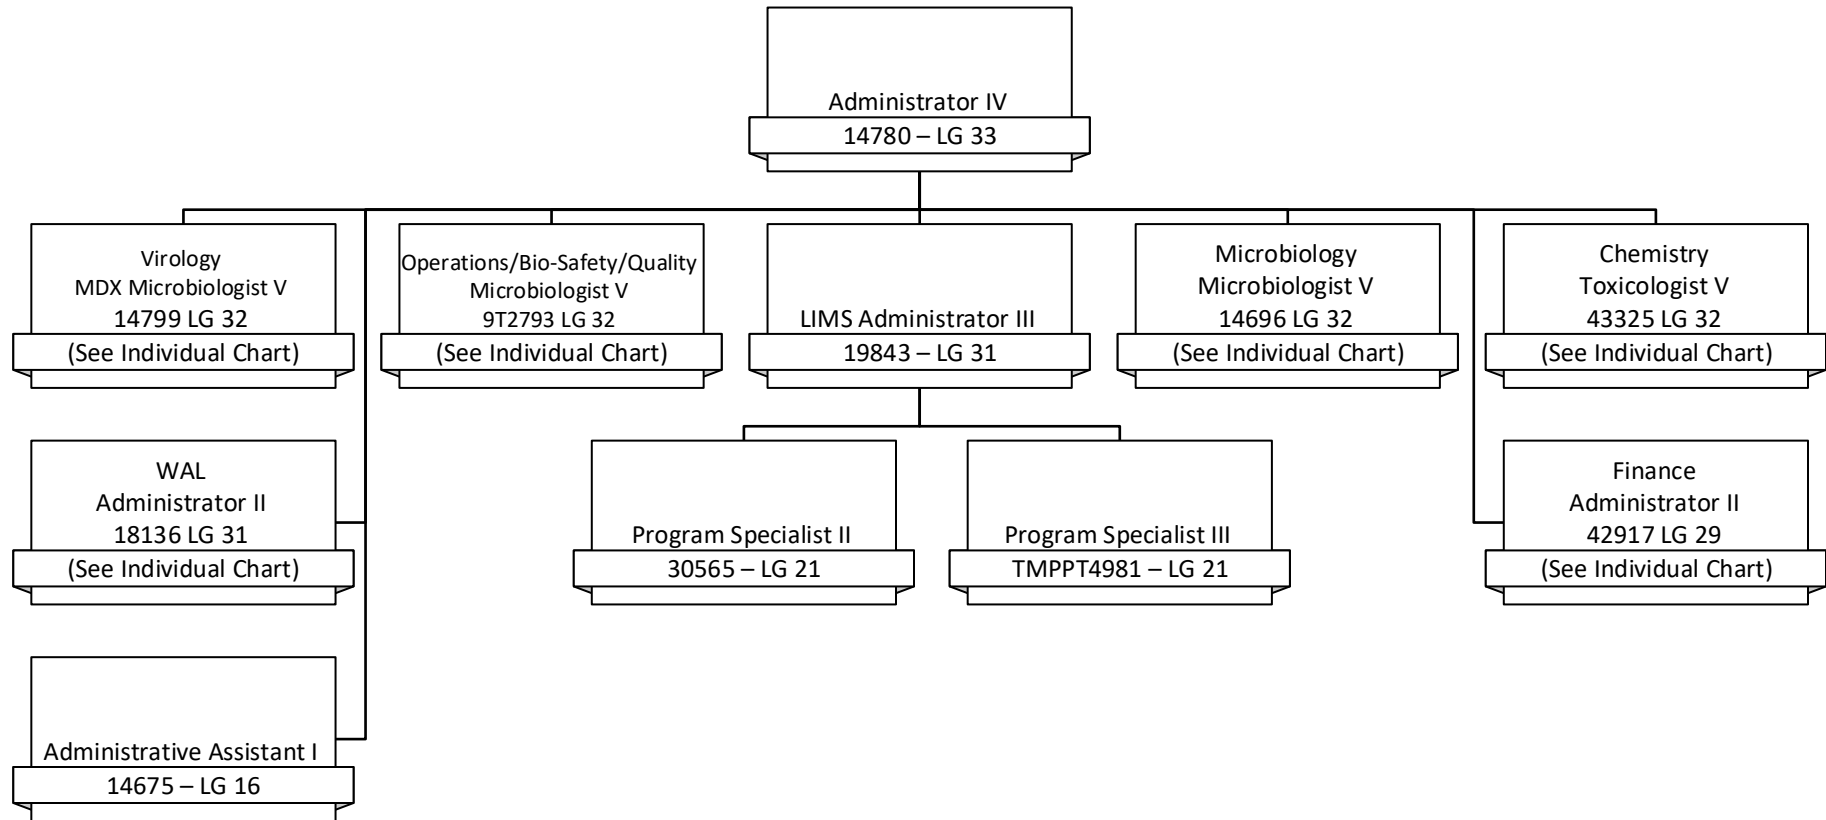 Administrator IV
14780 – LG 33
Virology
MDX Microbiologist V
14799 LG 32
(See Individual Chart)
Operations/Bio-Safety/Quality
Microbiologist V
9T2793 LG 32
(See Individual Chart)
LIMS Administrator III
19843 – LG 31
Microbiology
Microbiologist V
14696 LG 32
(See Individual Chart)
Chemistry
Toxicologist V
43325 LG 32
(See Individual Chart)
WAL
Administrator II
18136 LG 31
(See Individual Chart)
Program Specialist II
30565 – LG 21
Program Specialist III
TMPPT4981 – LG 21
Finance
Administrator II
42917 LG 29
(See Individual Chart)
Administrative Assistant I
14675 – LG 16